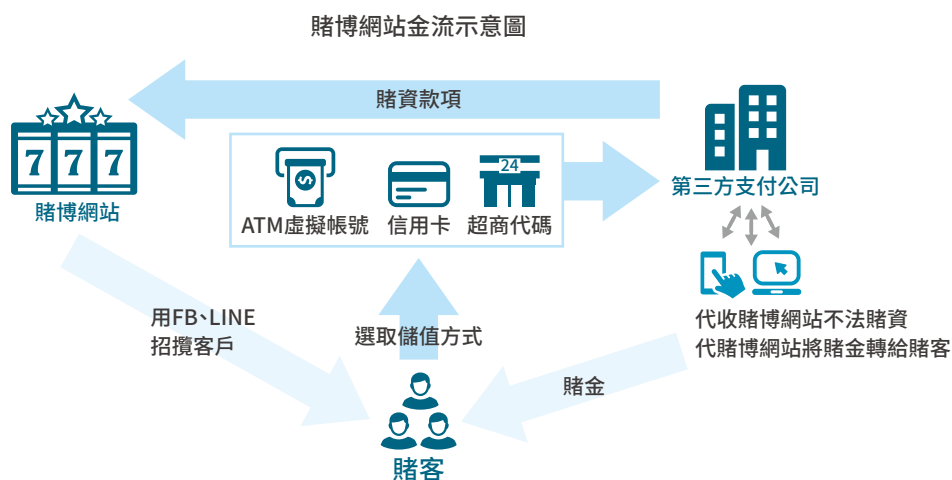 賭博網站金流示意圖
賭資款項
777
24
賭博網站
ATM虛擬帳號
信用卡
超商代碼
第三方支付公司
用FB、LINE
招攬客戶
選取儲值方式
代收賭博網站不法賭資
代賭博網站將賭金轉給賭客
賭金
賭客